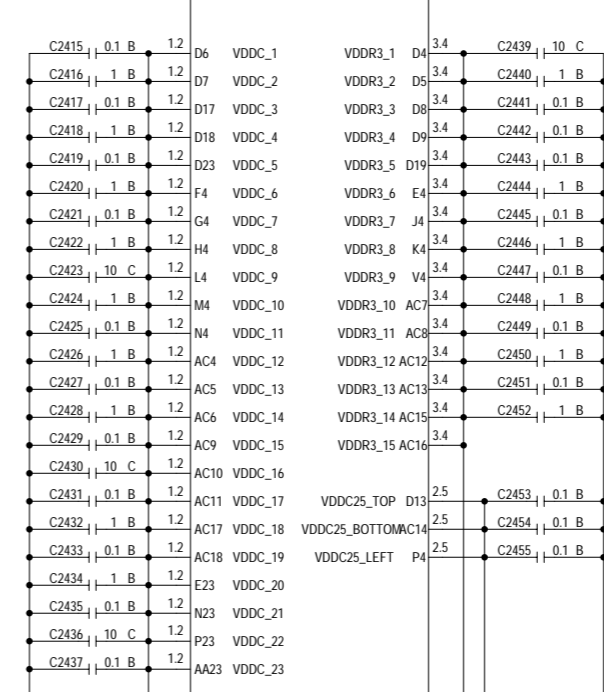 C2415 0.1 B 1.2 D6 VDDC_1 VDDR3_1 D4 3.4 C2439 10 C
C2416 1 B 1.2 D7 VDDC_2 VDDR3_2 D5 3.4 C2440 1 B
C2417 0.1 B 1.2 D17 VDDC_3 VDDR3_3 D8 3.4 C2441 0.1 B
C2418 1 B 1.2 D18 VDDC_4 VDDR3_4 D9 3.4 C2442 0.1 B
C2419 0.1 B 1.2 D23 VDDC_5 VDDR3_5 D19 3.4 C2443 0.1 B
C2420 1 B 1.2 F4 VDDC_6 VDDR3_6 E4 3.4 C2444 1 B
C2421 0.1 B 1.2 G4 VDDC_7 VDDR3_7 J4 3.4 C2445 0.1 B
C2422 1 B 1.2 H4 VDDC_8 VDDR3_8 K4 3.4 C2446 1 B
C2423 10 C 1.2 L4 VDDC_9 VDDR3_9 V4 3.4 C2447 0.1 B
C2424 1 B 1.2 M4 VDDC_10 VDDR3_10 AC7 3.4 C2448 1 B
C2425 0.1 B 1.2 N4 VDDC_11 VDDR3_11 AC8 3.4 C2449 0.1 B
C2426 1 B 1.2 AC4 VDDC_12 VDDR3_12 AC12 3.4 C2450 1 B
C2427 0.1 B 1.2 AC5 VDDC_13 VDDR3_13 AC13 3.4 C2451 0.1 B
C2428 1 B 1.2 AC6 VDDC_14 VDDR3_14 AC15 3.4 C2452 1 B
C2429 0.1 B 1.2 AC9 VDDC_15 VDDR3_15 AC16 3.4
C2430 10 C 1.2 AC10 VDDC_16
C2431 0.1 B 1.2 AC11 VDDC_17 VDDC25_TOP D13 2.5 C2453 0.1 B
C2432 1 B 1.2 AC17 VDDC_18 VDDC25_BOTTOM AC14 2.5 C2454 0.1 B
C2433 0.1 B 1.2 AC18 VDDC_19 VDDC25_LEFT P4 2.5 C2455 0.1 B
C2434 1 B 1.2 E23 VDDC_20
C2435 0.1 B 1.2 N23 VDDC_21
C2436 10 C 1.2 P23 VDDC_22
C2437 0.1 B 1.2 AA23 VDDC_23